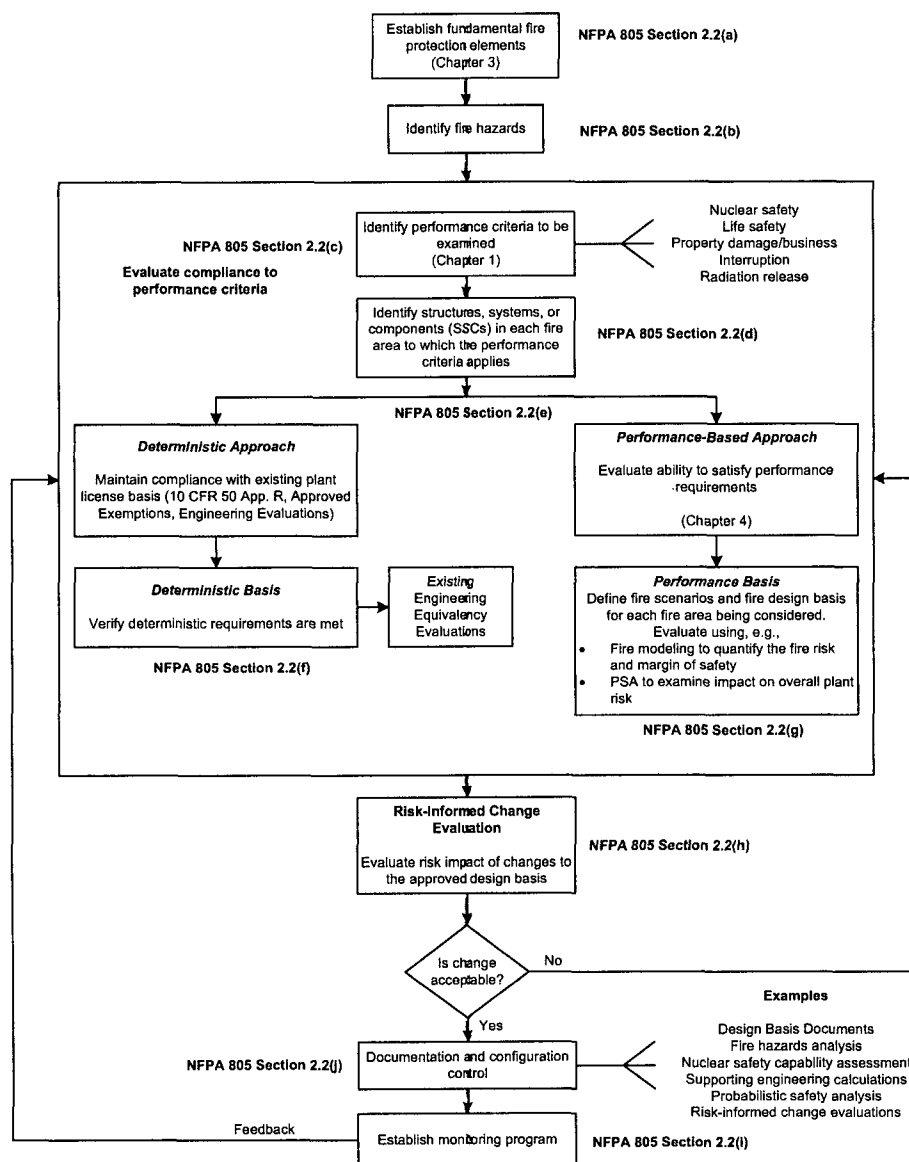 Establish fundamental fire
protection elements
(Chapter 3)
NFPA 805 Section 2.2(a)
Identify fire hazards
NFPA 805 Section 2.2(b)
NFPA 805 Section 2.2(c)
Evaluate compliance to
performance criteria
Identify performance criteria to be
examined
(Chapter 1)
Nuclear safety
Life safety
Property damage/business
Interruption
Radiation release
Identify structures, systems, or
components (SSCs) in each fire
area to which the performance
criteria applies
NFPA 805 Section 2.2(d)
NFPA 805 Section 2.2(e)
Deterministic Approach
Maintain compliance with existing plant
license basis (10 CFR 50 App. R, Approved
Exemptions, Engineering Evaluations)
Performance-Based Approach
Evaluate ability to satisfy performance
requirements
(Chapter 4)
Deterministic Basis
Verify deterministic requirements are met
Existing
Engineering
Equivalency
Evaluations
NFPA 805 Section 2.2(f)
Performance Basis
Define fire scenarios and fire design basis
for each fire area being considered.
Evaluate using, e.g.,
• Fire modeling to quantify the fire risk
and margin of safety
• PSA to examine impact on overall plant
risk
NFPA 805 Section 2.2(g)
Risk-Informed Change
Evaluation
Evaluate risk impact of changes to
the approved design basis
NFPA 805 Section 2.2(h)
Is change
acceptable?
No
Yes
Examples
Design Basis Documents
Fire hazards analysis
Nuclear safety capability assessment
Supporting engineering calculations
Probabilistic safety analysis
Risk-informed change evaluations
NFPA 805 Section 2.2(j)
Documentation and configuration
control
Feedback
Establish monitoring program
NFPA 805 Section 2.2(i)